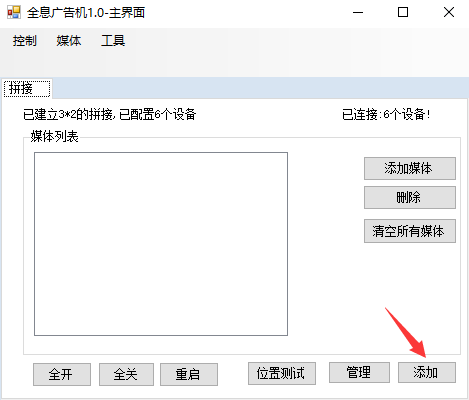 全息广告机1.0-主界面
控制 媒体 工具
拼接
已建立3*2的拼接,已配置6个设备 已连接:6个设备!
媒体列表
添加媒体
删除
清空所有媒体
全开 全关 重启 位置测试 管理 添加